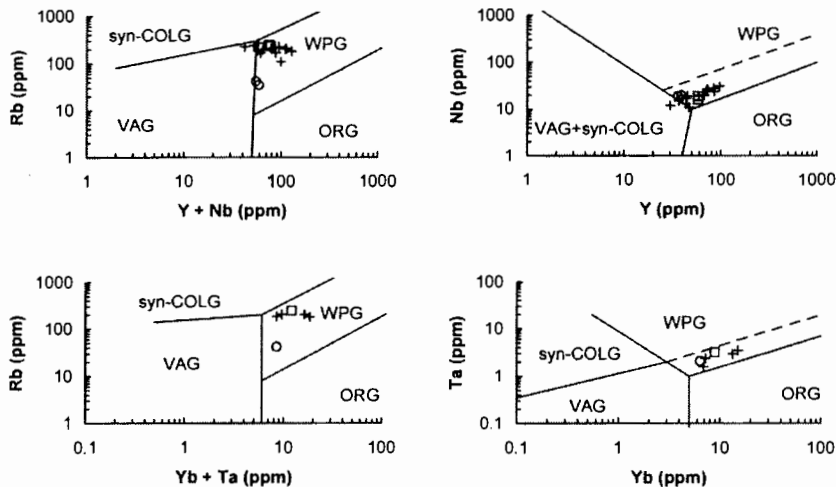 1000
syn-COLG
WPG
100
Rb (ppm)
10
VAG
ORG
1
1 10 100 1000
Y + Nb (ppm)
1000
WPG
100
Nb (ppm)
10
VAG+syn-COLG
ORG
1
1 10 100 1000
Y (ppm)
1000
syn-COLG
WPG
100
Rb (ppm)
VAG
10
ORG
1
0.1 1 10 100
Yb + Ta (ppm)
100
WPG
10
syn-COLG
Ta (ppm)
1
VAG
ORG
0.1
0.1 1 10 100
Yb (ppm)